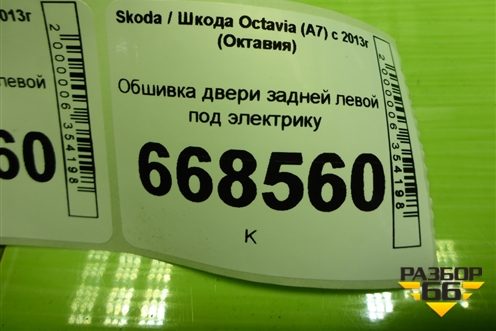 Skoda / Шкода Octavia (A7) с 2013г
(Октавия)
Обшивка двери задней левой
под электрику
668560
К
2000006354198
013г
левой
60
2000006354198
РАЗБОР
66